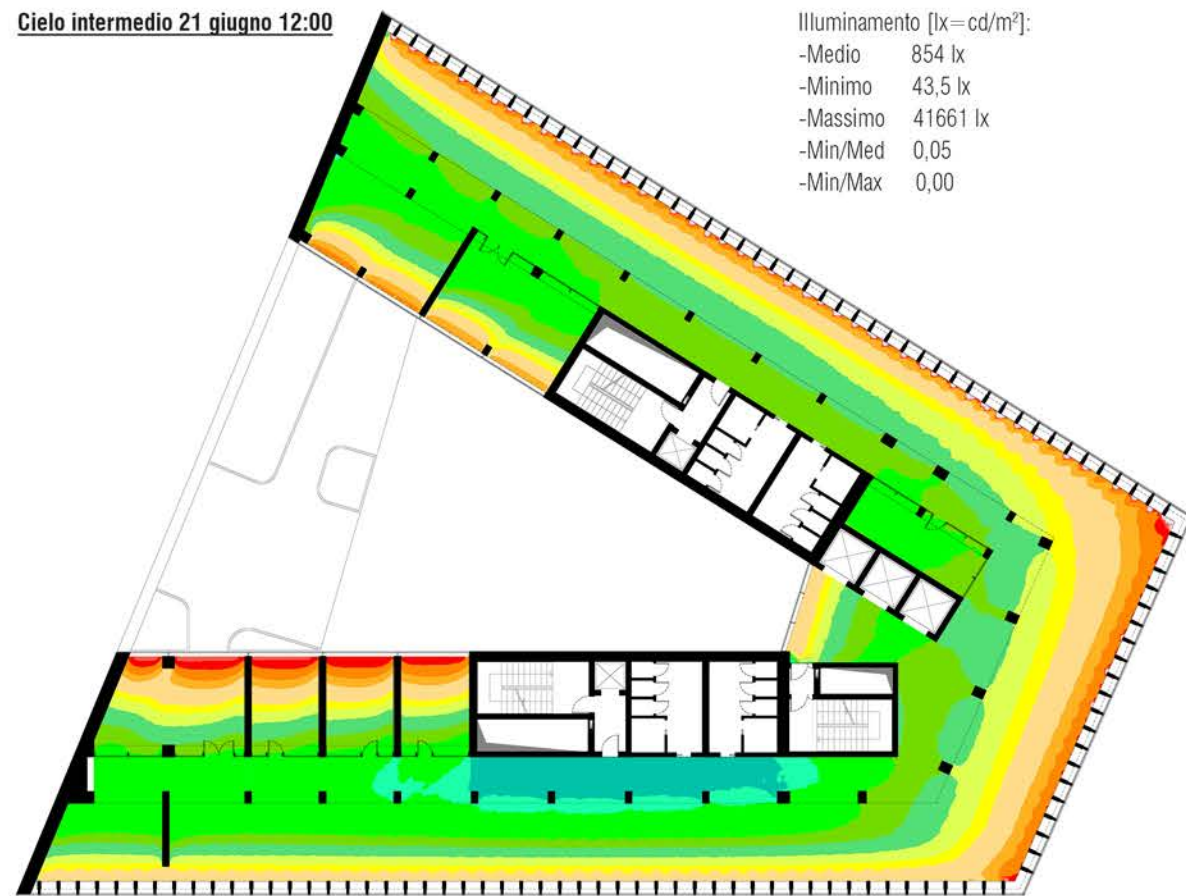 Cielo intermedio 21 giugno 12:00
Illuminamento [lx=cd/m²]:
-Medio 854 lx
-Minimo 43,5 lx
-Massimo 41661 lx
-Min/Med 0,05
-Min/Max 0,00